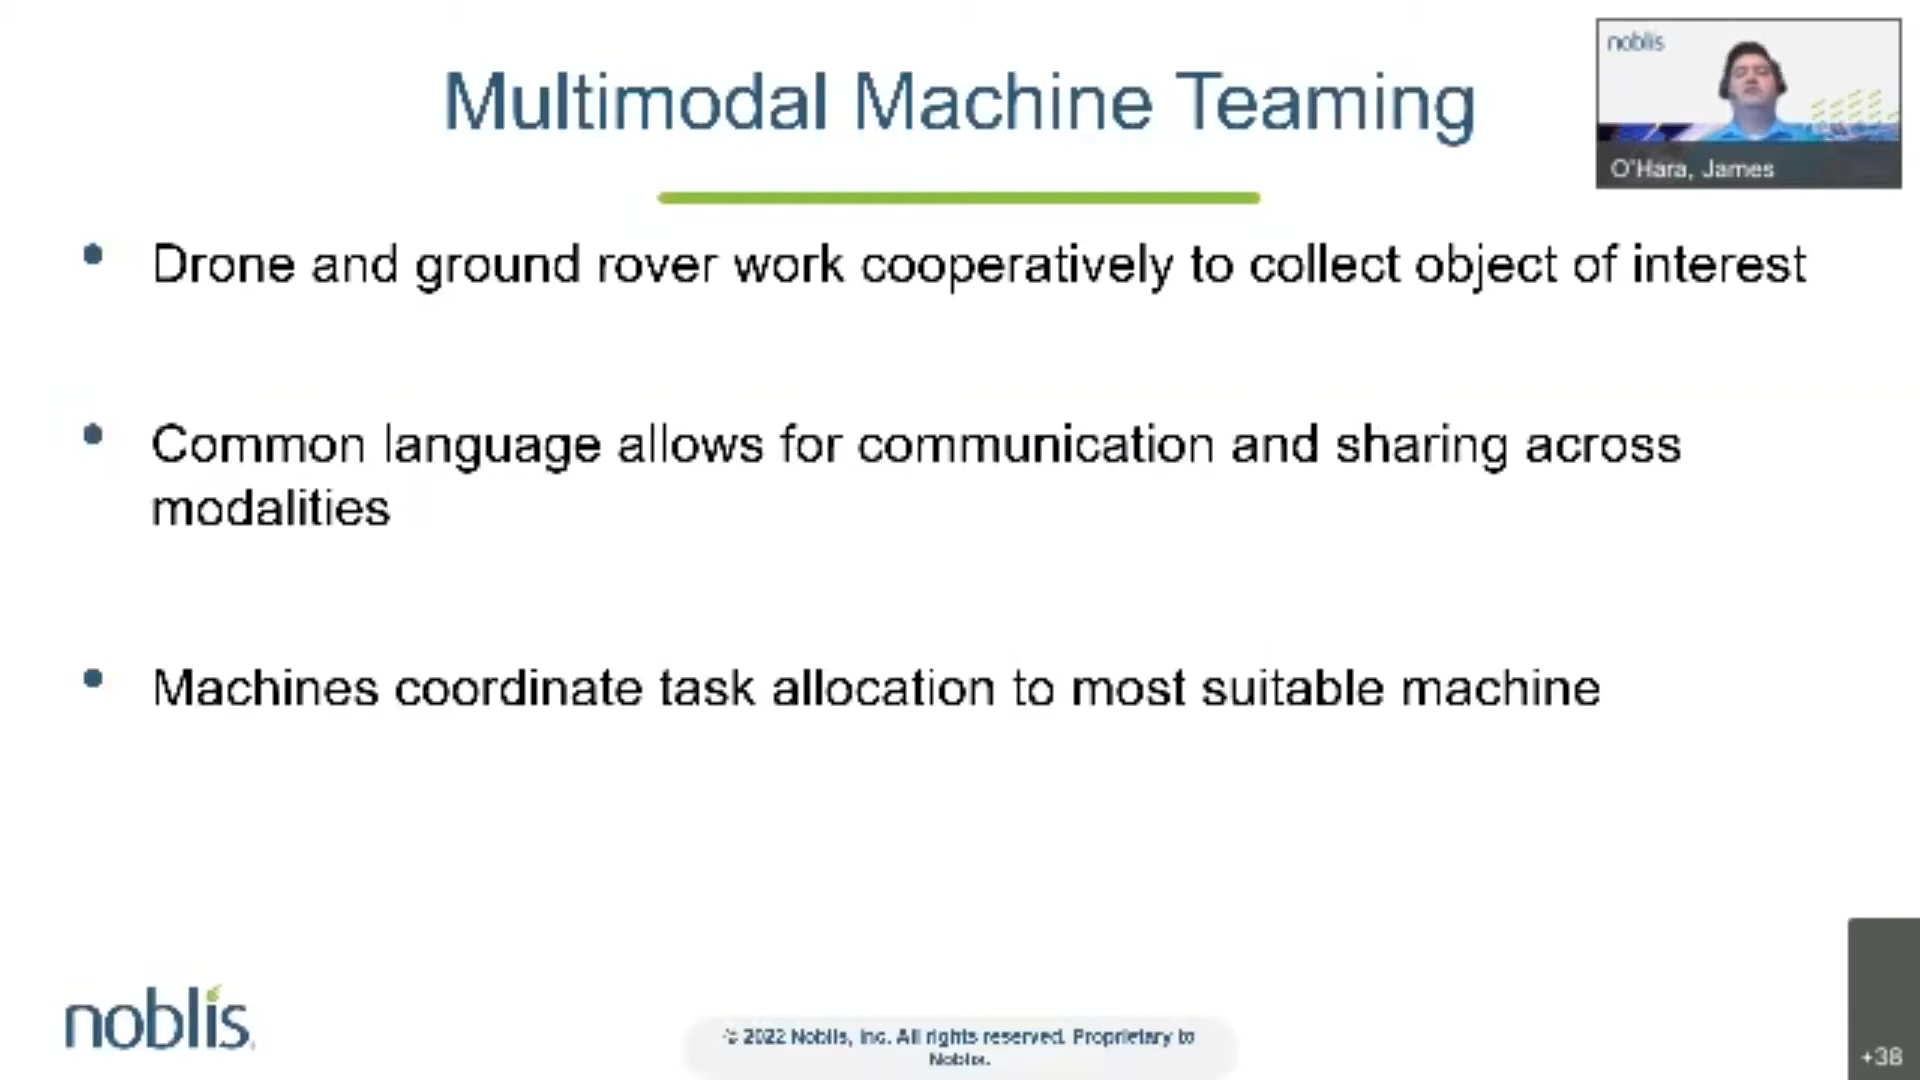 Multimodal Machine Teaming
noblis
O'Hara, James
• Drone and ground rover work cooperatively to collect object of interest
• Common language allows for communication and sharing across
modalities
• Machines coordinate task allocation to most suitable machine
noblis
© 2022 Noblis, Inc. All rights reserved. Proprietary to
Noblis.
+38